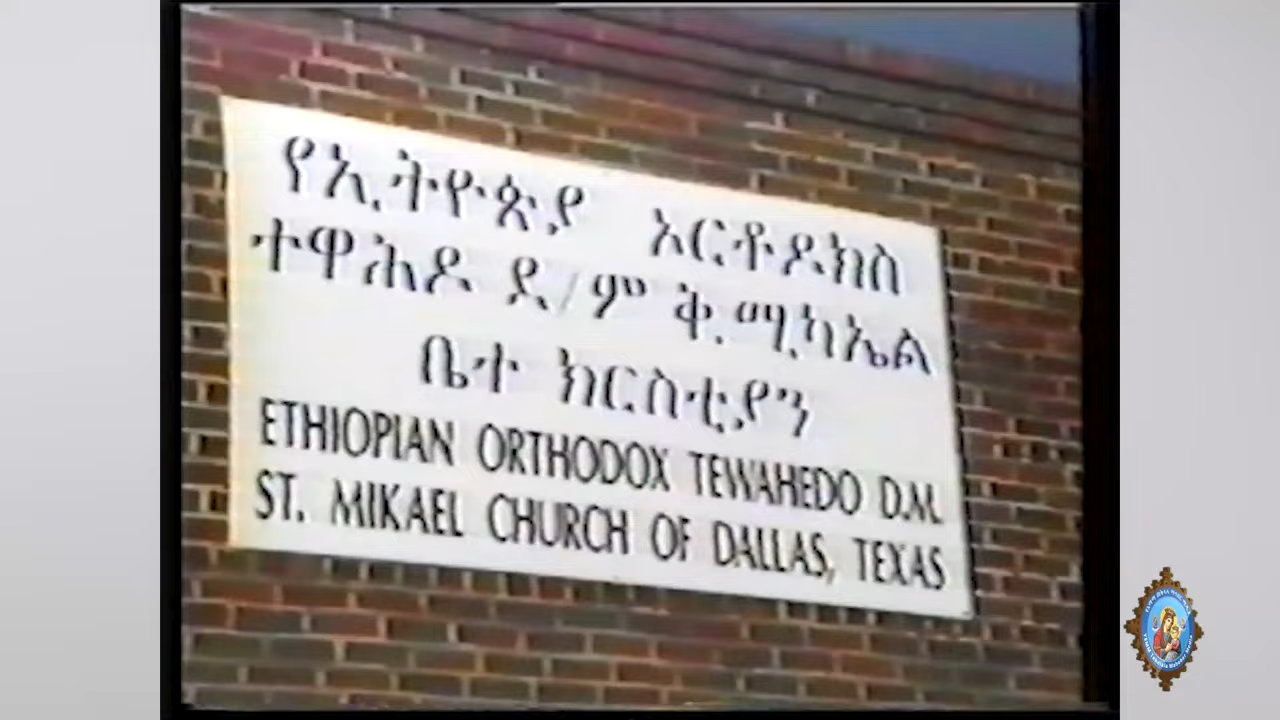 የኢትዮጵያ ኦርቶዶክስ
ተዋሕዶ ደ/ም ቅ.ሚካኤል
ቤተ ክርስቲያን
ETHIOPIAN ORTHODOX TEWAHEDO D.M.
ST. MIKAEL CHURCH OF DALLAS, TEXAS